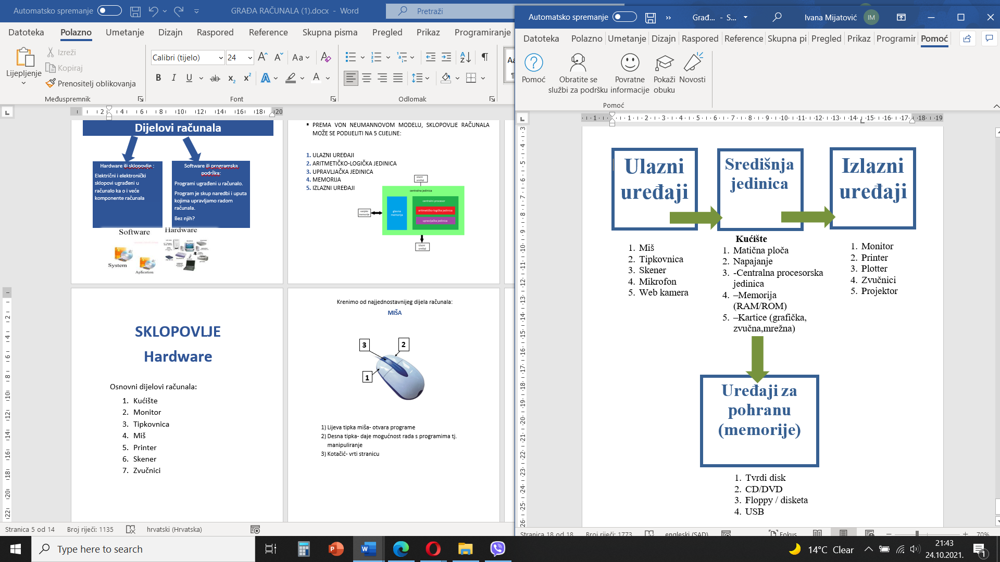 Automatsko spremanje
GRAĐA RAČUNALA (1).docx - Word
Pretraži
Datoteka Polazno Umetanje Dizajn Raspored Reference Skupna pisma Pregled Prikaz Programiranje
Lijepljenje
Izreži
Kopiraj
Prenositelj oblikovanja
Međuspremnik
Calibri (tijelo) 24
Font
Odlomak
Dijelovi računala
Hardware ili sklopovlje :
Električni i elektronički
sklopovi ugrađeni u
računalo ka o i veće
komponente računala
Software ili programska
podrška:
Programi ugrađeni u računalo.
Program je skup naredbi i uputa
kojima upravljamo radom
računala.
Bez njih?
Software
Hardware
System
Aplication
▪ PREMA VON NEUMANNOVOM MODELU, SKLOPOVLJE RAČUNALA
MOŽE SE PODIJELITI NA 5 CIJELINE:
1. ULAZNI UREĐAJI
2. ARITMETIČKO-LOGIČKA JEDINICA
3. UPRAVLJAČKA JEDINICA
4. MEMORIJA
5. IZLAZNI UREĐAJI
ulazni
uređaji
centralna jedinica
centralni procesor
glavna
memorija
aritmetičko-logička jedinica
upravljačka jedinica
vanjske
memorije
izlazni
uređaji
SKLOPOVLJE
Hardware
Osnovni dijelovi računala:
1. Kućište
2. Monitor
3. Tipkovnica
4. Miš
5. Printer
6. Skener
7. Zvučnici
Krenimo od najjednostavnijeg dijela računala:
MIŠA
3
2
1
1) Lijeva tipka miša- otvara programe
2) Desna tipka- daje mogućnost rada s programima tj.
manipuliranje
3) Kotačić- vrti stranicu
Stranica 5 od 14 Broj riječi: 1135 hrvatski (Hrvatska)
Automatsko spremanje
Građ... - S...
Ivana Mijatović IM
Datoteka Polazno Umetanje Dizajn Raspored Reference Skupna pi Pregled Prikaz Programir Pomoć
Pomoć
Obratite se
službi za podršku
Povratne
informacije
Pokaži
obuku
Novosti
Pomoć
Ulazni
uređaji
Središnja
jedinica
Izlazni
uređaji
1. Miš
2. Tipkovnica
3. Skener
4. Mikrofon
5. Web kamera
Kućište
1. Matična ploča
2. Napajanje
3. -Centralna procesorska
jedinica
4. –Memorija
(RAM/ROM)
5. –Kartice (grafička,
zvučna,mrežna)
1. Monitor
2. Printer
3. Plotter
4. Zvučnici
5. Projektor
Uređaji za
pohranu
(memorije)
1. Tvrdi disk
2. CD/DVD
3. Floppy / disketa
4. USB
Stranica 18 od 18 Broj riječi: 1773 engleski (SAD) Fokus 70%
Type here to search
14°C Clear
21:43
24.10.2021.
1